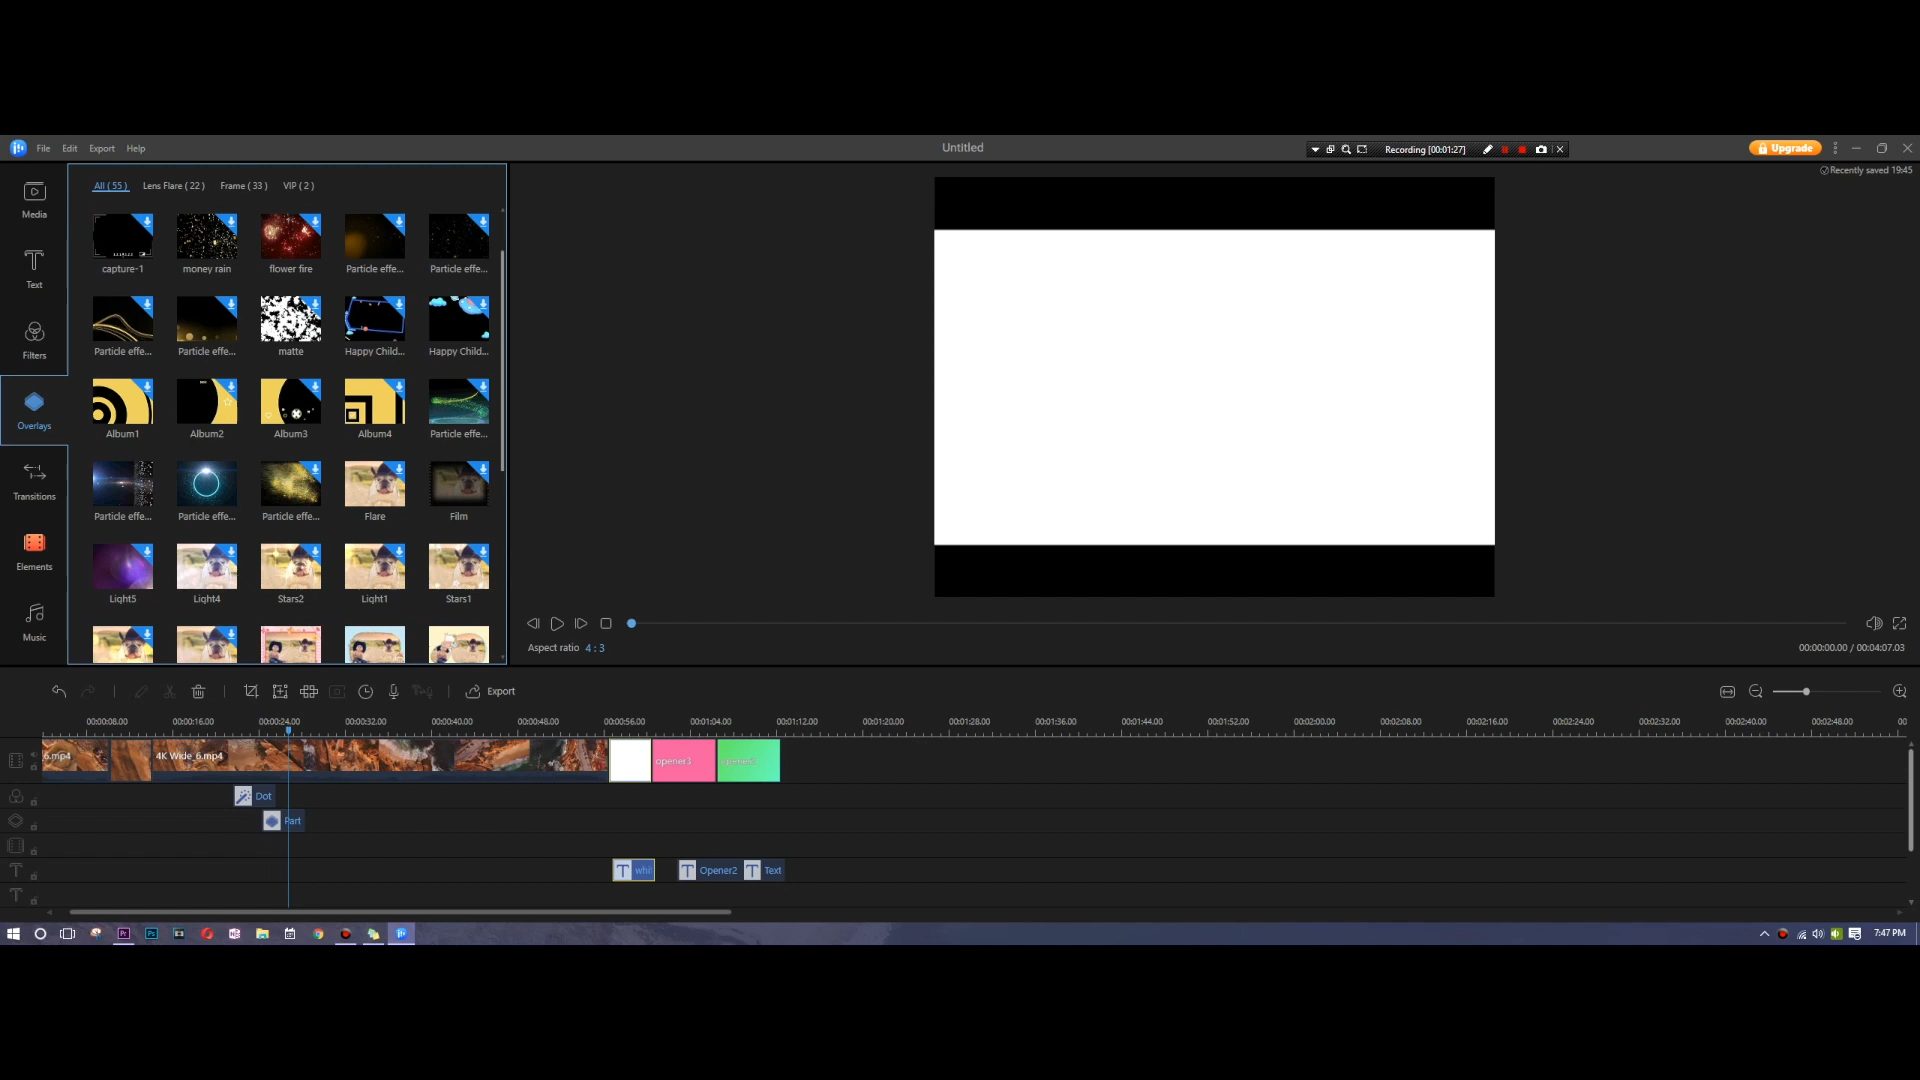 File Edit Export Help
Untitled
Recording [00:01:27]
Upgrade
Recently saved 19:45
Media
Text
Filters
Overlays
Transitions
Elements
Music
All ( 55 ) Lens Flare ( 22 ) Frame ( 33 ) VIP ( 2 )
capture-1 money rain flower fire Particle effe... Particle effe...
Particle effe... Particle effe... matte Happy Child... Happy Child...
Album1 Album2 Album3 Album4 Particle effe...
Particle effe... Particle effe... Particle effe... Flare Film
Light5 Light4 Stars2 Light1 Stars1
Aspect ratio 4 : 3
00:00:00.00 / 00:04:07.03
Export
00:00:08.00 00:00:16.00 00:00:24.00 00:00:32.00 00:00:40.00 00:00:48.00 00:00:56.00 00:01:04.00 00:01:12.00 00:01:20.00 00:01:28.00 00:01:36.00 00:01:44.00 00:01:52.00 00:02:00.00 00:02:08.00 00:02:16.00 00:02:24.00 00:02:32.00 00:02:40.00 00:02:48.00 00
6.mp4 4K Wide_6.mp4 opener3
Dot
Part
whi Opener2 Text
7:47 PM